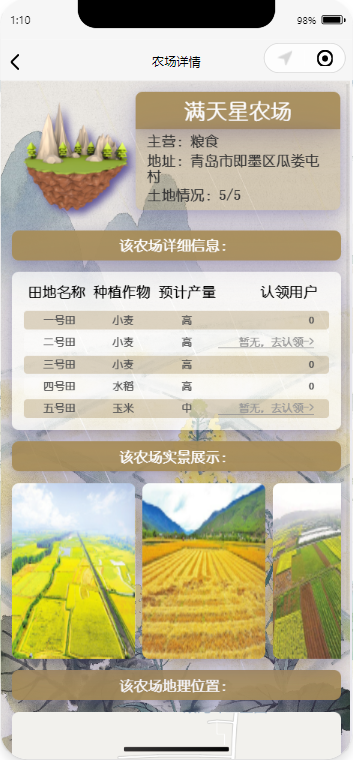 1:10 98%
农场详情
满天星农场
主营：粮食
地址：青岛市即墨区瓜蒌屯
村
土地情况：5/5
该农场详细信息：
田地名称 种植作物 预计产量 认领用户
一号田 小麦 高 0
二号田 小麦 高 暂无，去认领->
三号田 小麦 高 0
四号田 水稻 高 0
五号田 玉米 中 暂无，去认领->
该农场实景展示：
该农场地理位置：